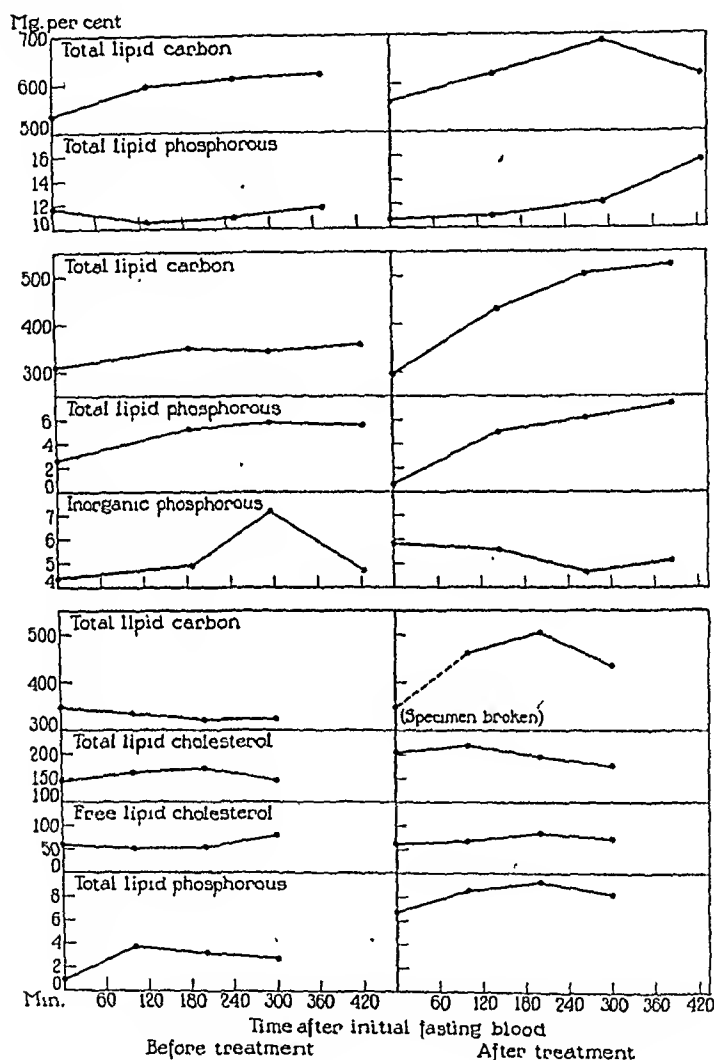 Mg. per cent
Total lipid carbon
700
600
500
Total lipid phosphorous
16
14
12
10
Total lipid carbon
500
400
300
Total lipid phosphorous
6
4
2
0
Inorganic phosphorous
7
6
5
4
Total lipid carbon
500
400
300
(Specimen broken)
Total lipid cholesterol
200
150
100
Free lipid cholesterol
100
50
0
Total lipid phosphorous
8
6
4
2
0
Min. 60 120 180 240 300 360 420 60 120 180 240 300 360 420
Time after initial fasting blood
Before treatment After treatment